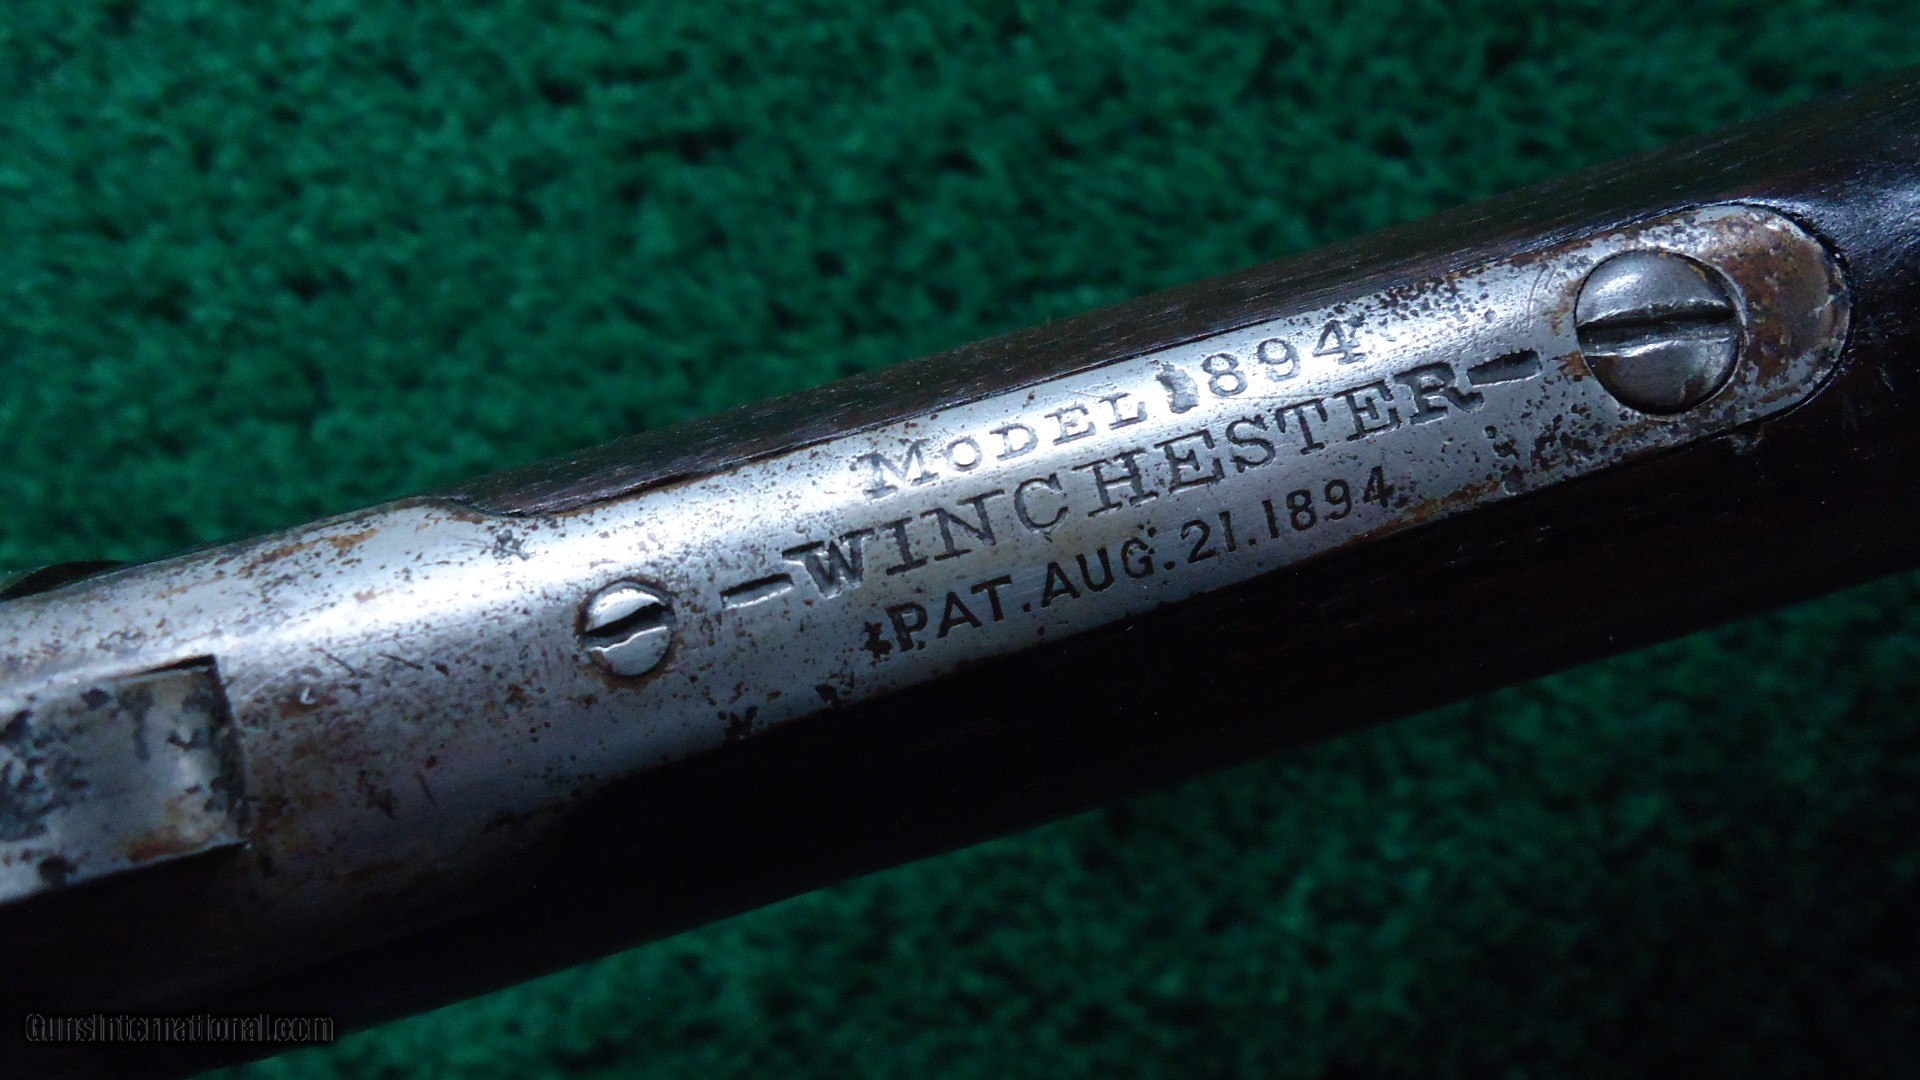 MODEL 1894.
-WINCHESTER-
PAT. AUG. 21. 1894
GunsInternational.com